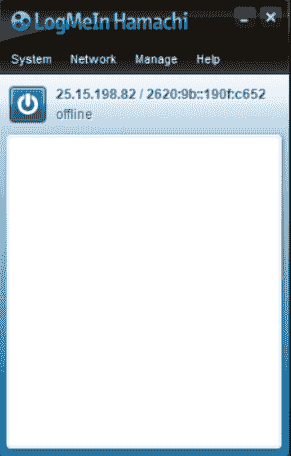 LogMeIn Hamachi
System Network Manage Help
25.15.198.82 / 2620:9b::190f:c652
offline